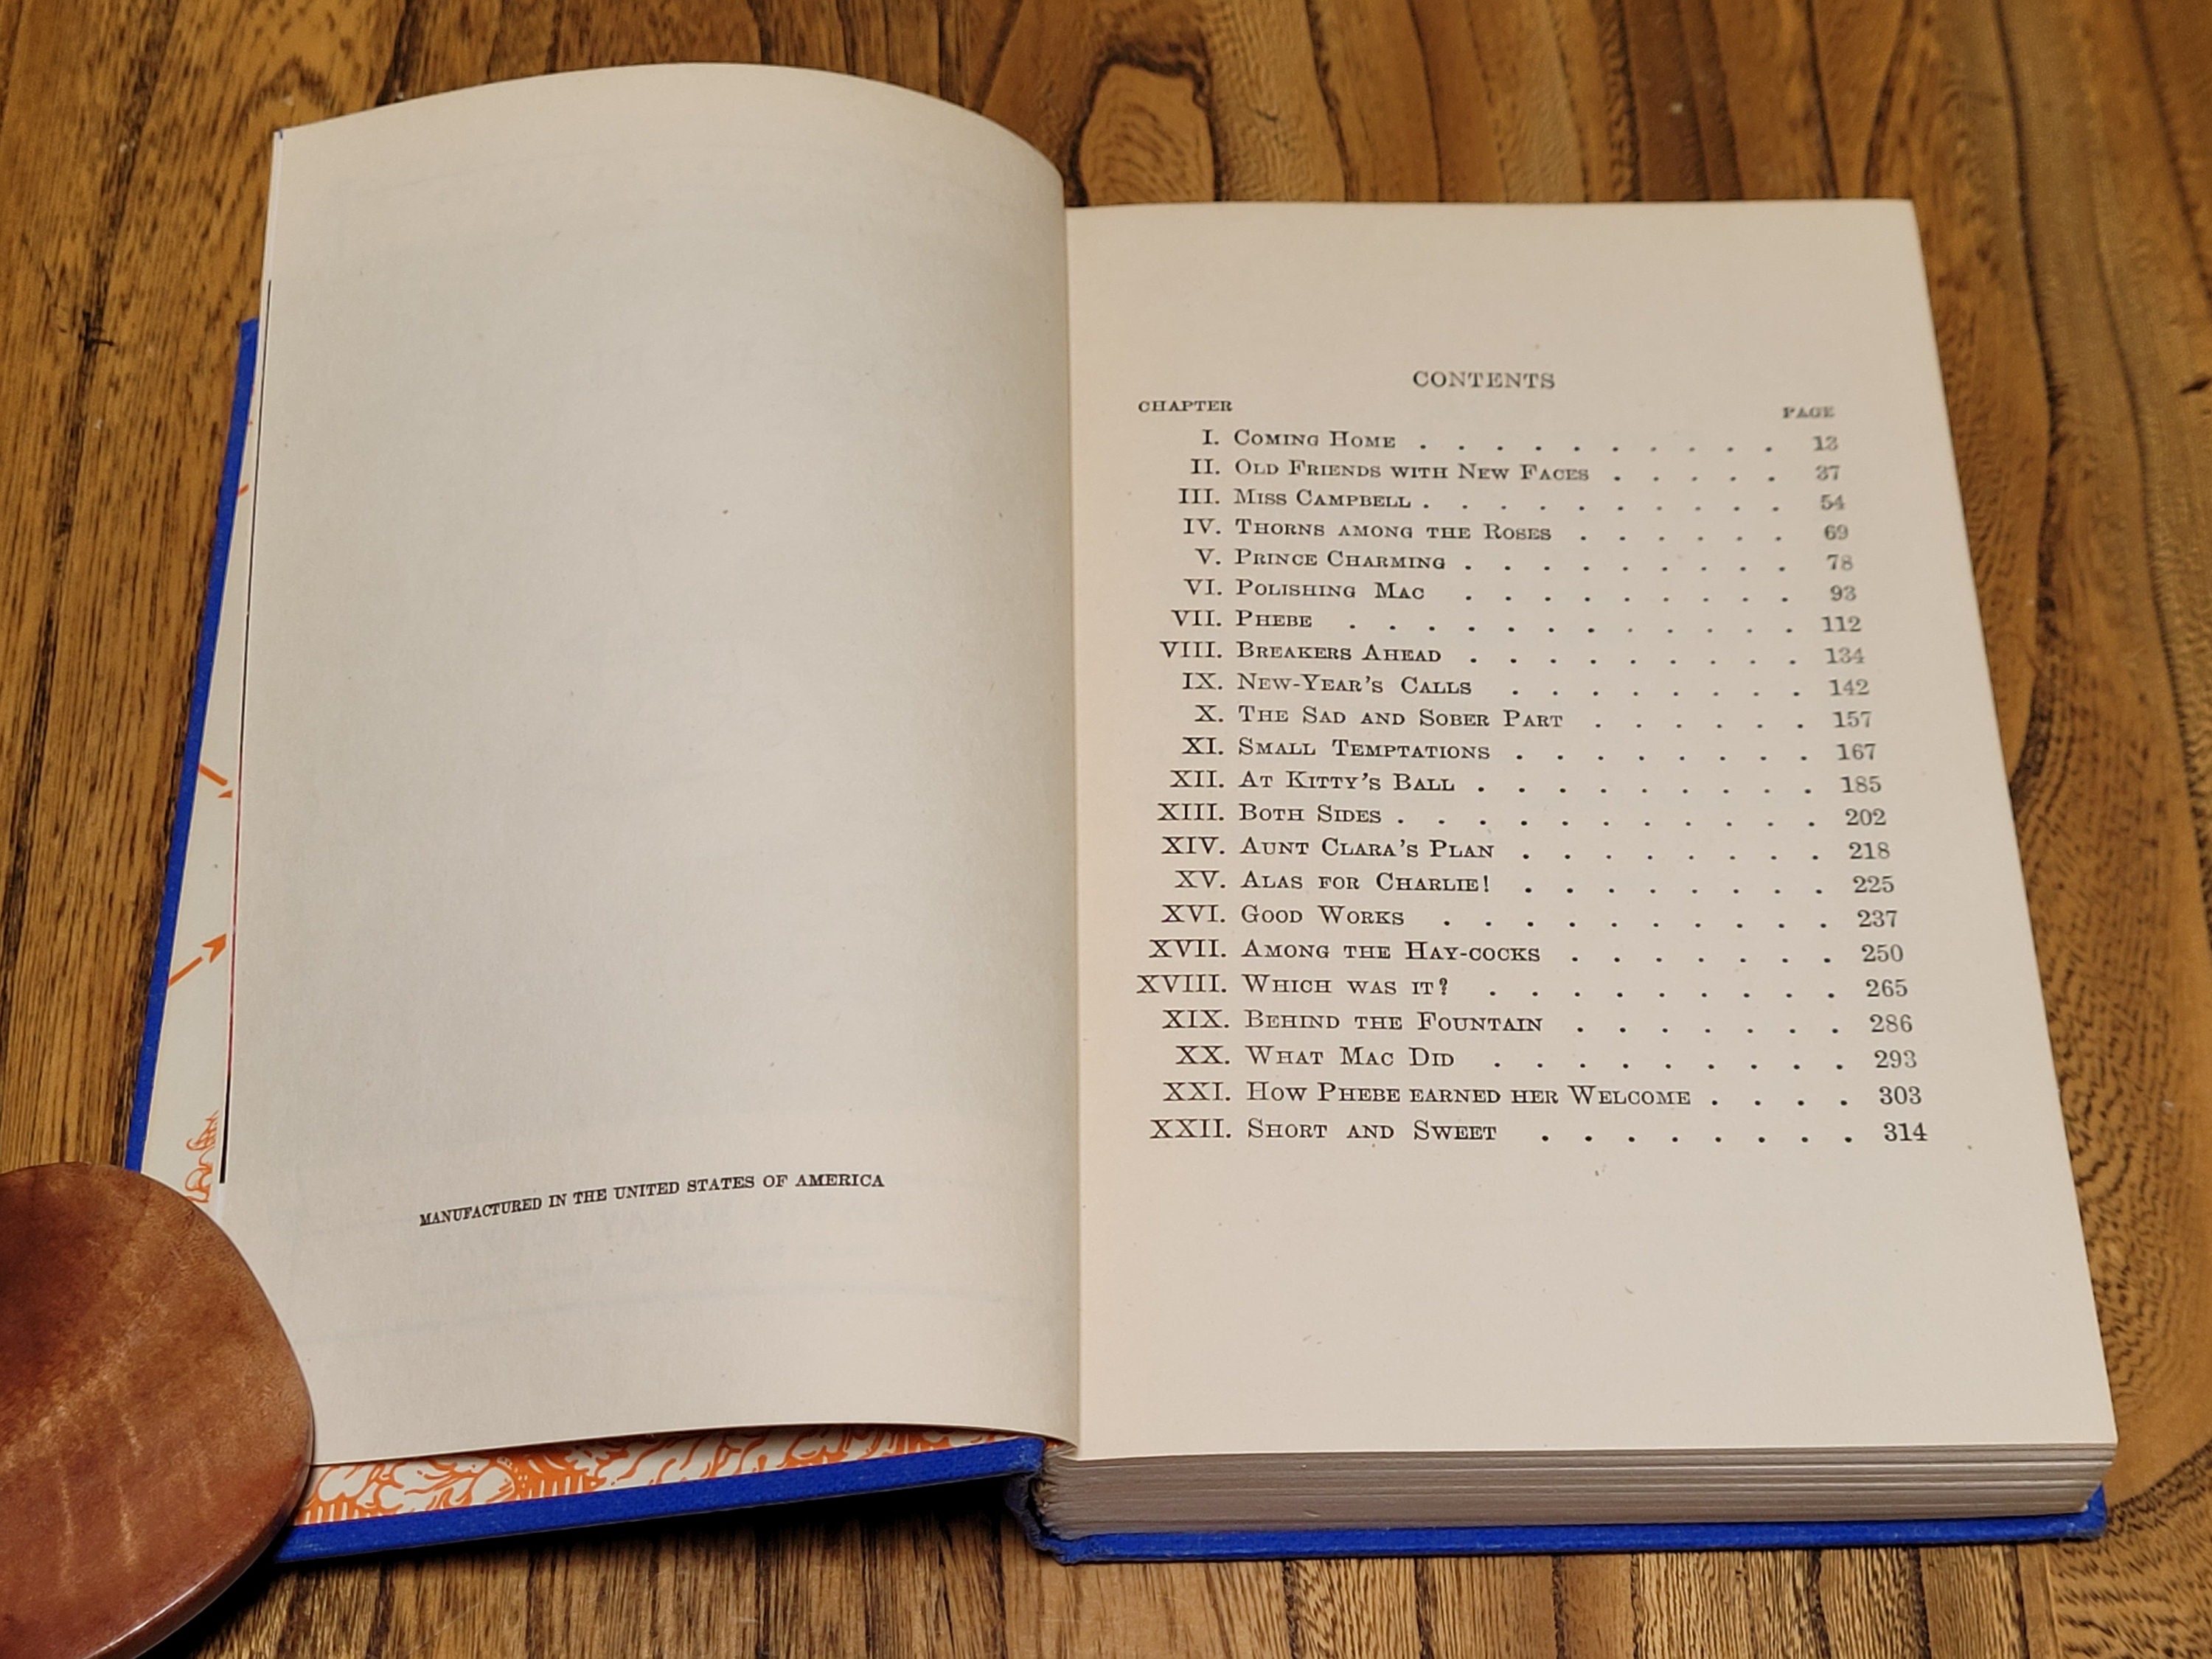 MANUFACTURED IN THE UNITED STATES OF AMERICA
CONTENTS
CHAPTER PAGE
I. COMING HOME . . . . . . . . . . 13
II. OLD FRIENDS WITH NEW FACES . . . . . 37
III. MISS CAMPBELL . . . . . . . . . . 54
IV. THORNS AMONG THE ROSES . . . . . . 69
V. PRINCE CHARMING . . . . . . . . . 78
VI. POLISHING MAC . . . . . . . . . 93
VII. PHEBE . . . . . . . . . . . . 112
VIII. BREAKERS AHEAD . . . . . . . . . 134
IX. NEW-YEAR'S CALLS . . . . . . . . 142
X. THE SAD AND SOBER PART . . . . . . 157
XI. SMALL TEMPTATIONS . . . . . . . . 167
XII. AT KITTY'S BALL . . . . . . . . . 185
XIII. BOTH SIDES . . . . . . . . . . . 202
XIV. AUNT CLARA'S PLAN . . . . . . . . 218
XV. ALAS FOR CHARLIE! . . . . . . . . 225
XVI. GOOD WORKS . . . . . . . . . . 237
XVII. AMONG THE HAY-COCKS . . . . . . . 250
XVIII. WHICH WAS IT? . . . . . . . . . 265
XIX. BEHIND THE FOUNTAIN . . . . . . . 286
XX. WHAT MAC DID . . . . . . . . . 293
XXI. HOW PHEBE EARNED HER WELCOME . . . . 303
XXII. SHORT AND SWEET . . . . . . . . 314